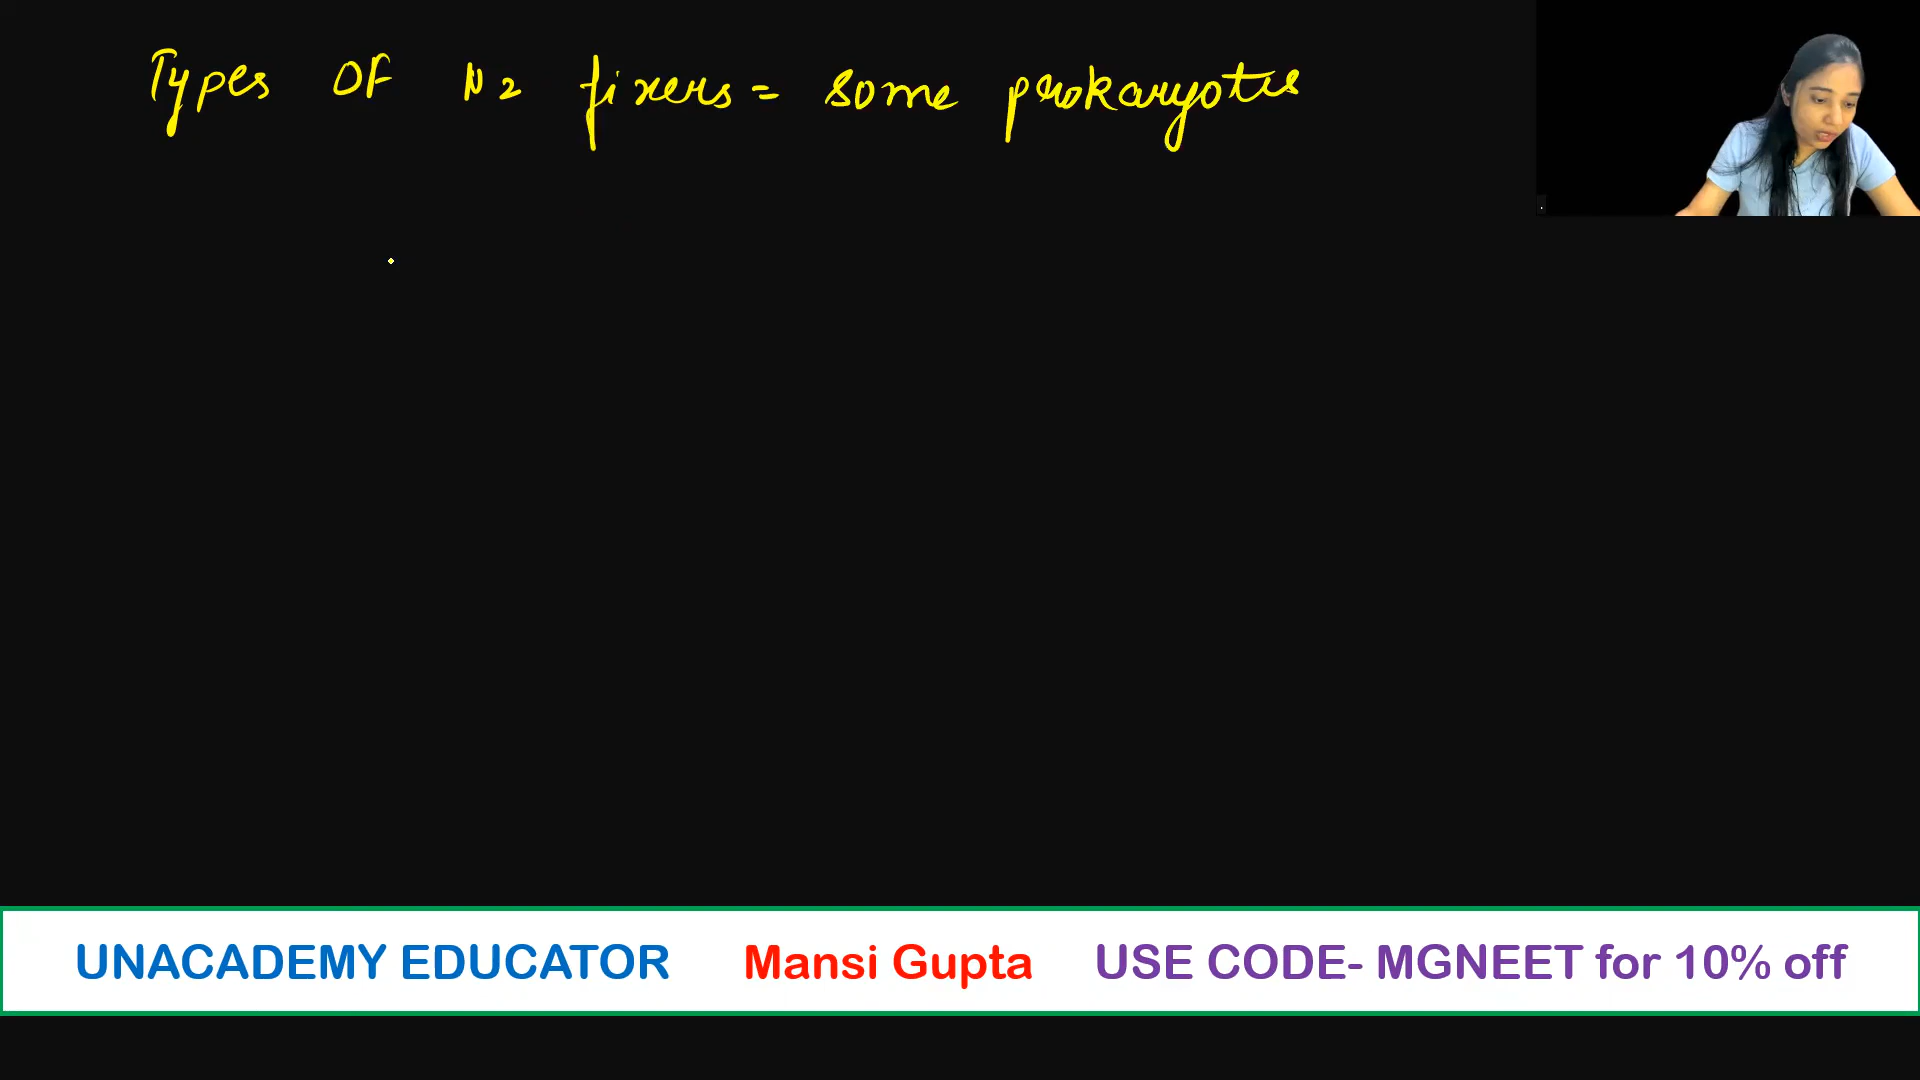 Types OF N2 fixers = some prokaryotes
UNACADEMY EDUCATOR Mansi Gupta USE CODE- MGNEET for 10% off